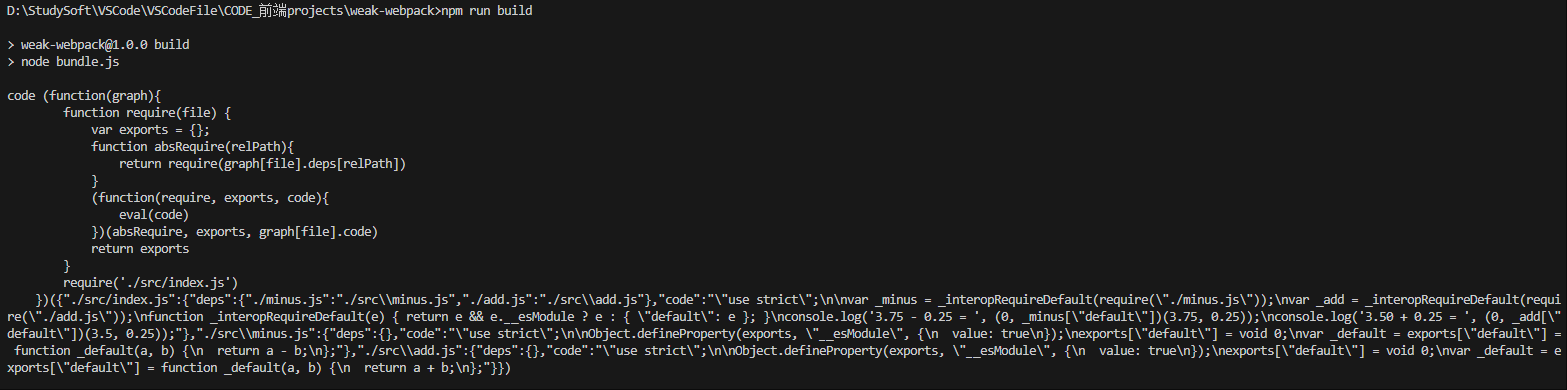 D:\StudySoft\VSCode\VSCodeFile\CODE_前端projects\weak-webpack>npm run build
> weak-webpack@1.0.0 build
> node bundle.js
code (function(graph){
        function require(file) {
            var exports = {};
            function absRequire(relPath){
                return require(graph[file].deps[relPath])
            }
            (function(require, exports, code){
                eval(code)
            })(absRequire, exports, graph[file].code)
            return exports
        }
        require('./src/index.js')
    })({"./src/index.js":{"deps":{"./minus.js":"./src\\minus.js","./add.js":"./src\\add.js"},"code":"\"use strict\";\n\nvar _minus = _interopRequireDefault(require(\"./minus.js\"));\nvar _add = _interopRequireDefault(requi
re(\"./add.js\"));\nfunction _interopRequireDefault(e) { return e && e.__esModule ? e : { \"default\": e }; }\nconsole.log('3.75 - 0.25 = ', (0, _minus[\"default\"])(3.75, 0.25));\nconsole.log('3.50 + 0.25 = ', (0, _add[\"
default\"])(3.5, 0.25));"},"./src\\minus.js":{"deps":{},"code":"\"use strict\";\n\nObject.defineProperty(exports, \"__esModule\", {\n  value: true\n});\nexports[\"default\"] = void 0;\nvar _default = exports[\"default\"] =
 function _default(a, b) {\n  return a - b;\n};"},"./src\\add.js":{"deps":{},"code":"\"use strict\";\n\nObject.defineProperty(exports, \"__esModule\", {\n  value: true\n});\nexports[\"default\"] = void 0;\nvar _default = e
xports[\"default\"] = function _default(a, b) {\n  return a + b;\n};"}})